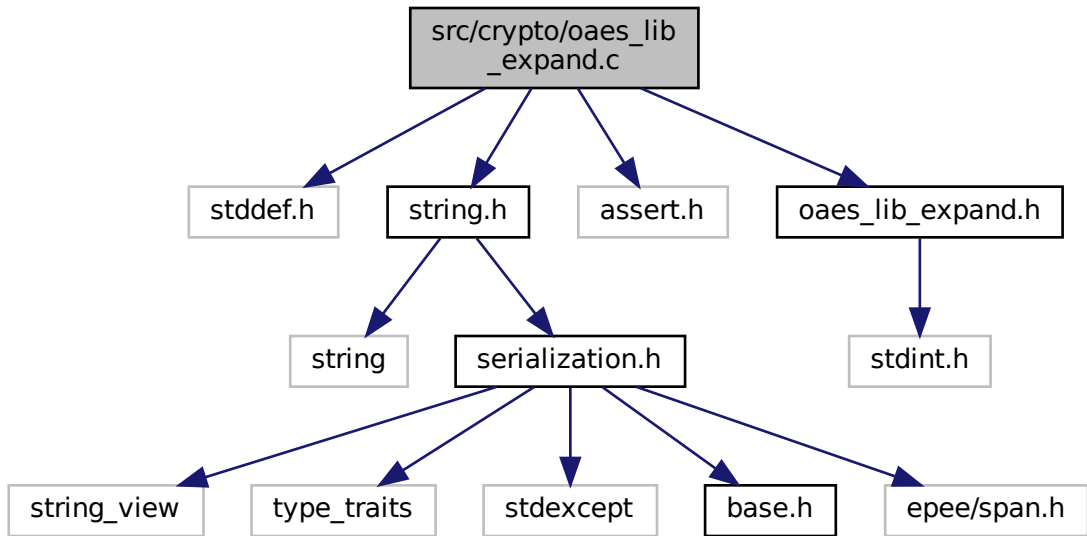 src/crypto/oaes_lib
_expand.c
stddef.h
string.h
assert.h
oaes_lib_expand.h
string
serialization.h
stdint.h
string_view
type_traits
stdexcept
base.h
epee/span.h